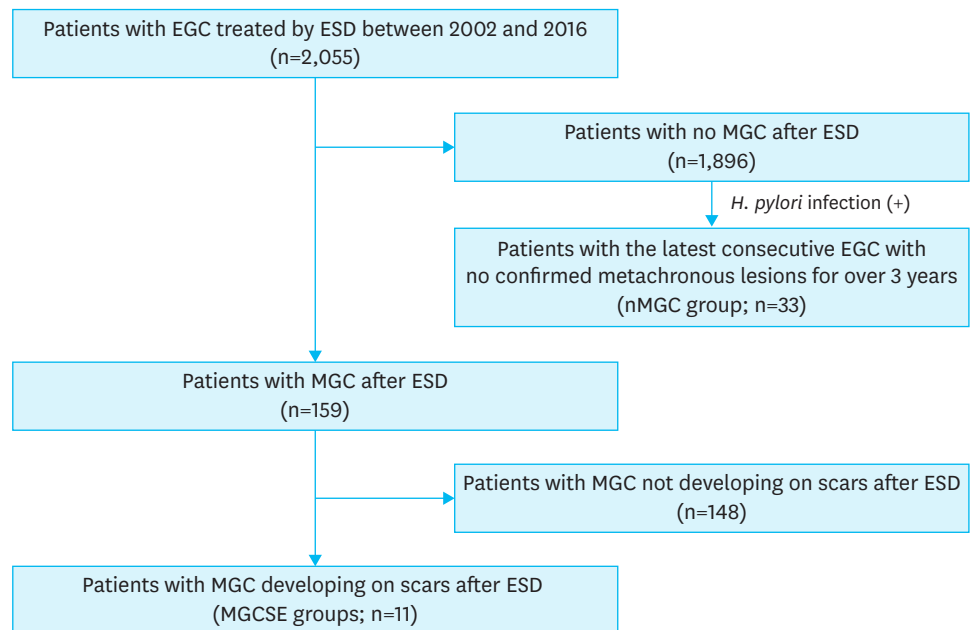 Patients with EGC treated by ESD between 2002 and 2016
(n=2,055)
Patients with no MGC after ESD
(n=1,896)
H. pylori infection (+)
Patients with the latest consecutive EGC with
no confirmed metachronous lesions for over 3 years
(nMGC group; n=33)
Patients with MGC after ESD
(n=159)
Patients with MGC not developing on scars after ESD
(n=148)
Patients with MGC developing on scars after ESD
(MGCSE groups; n=11)